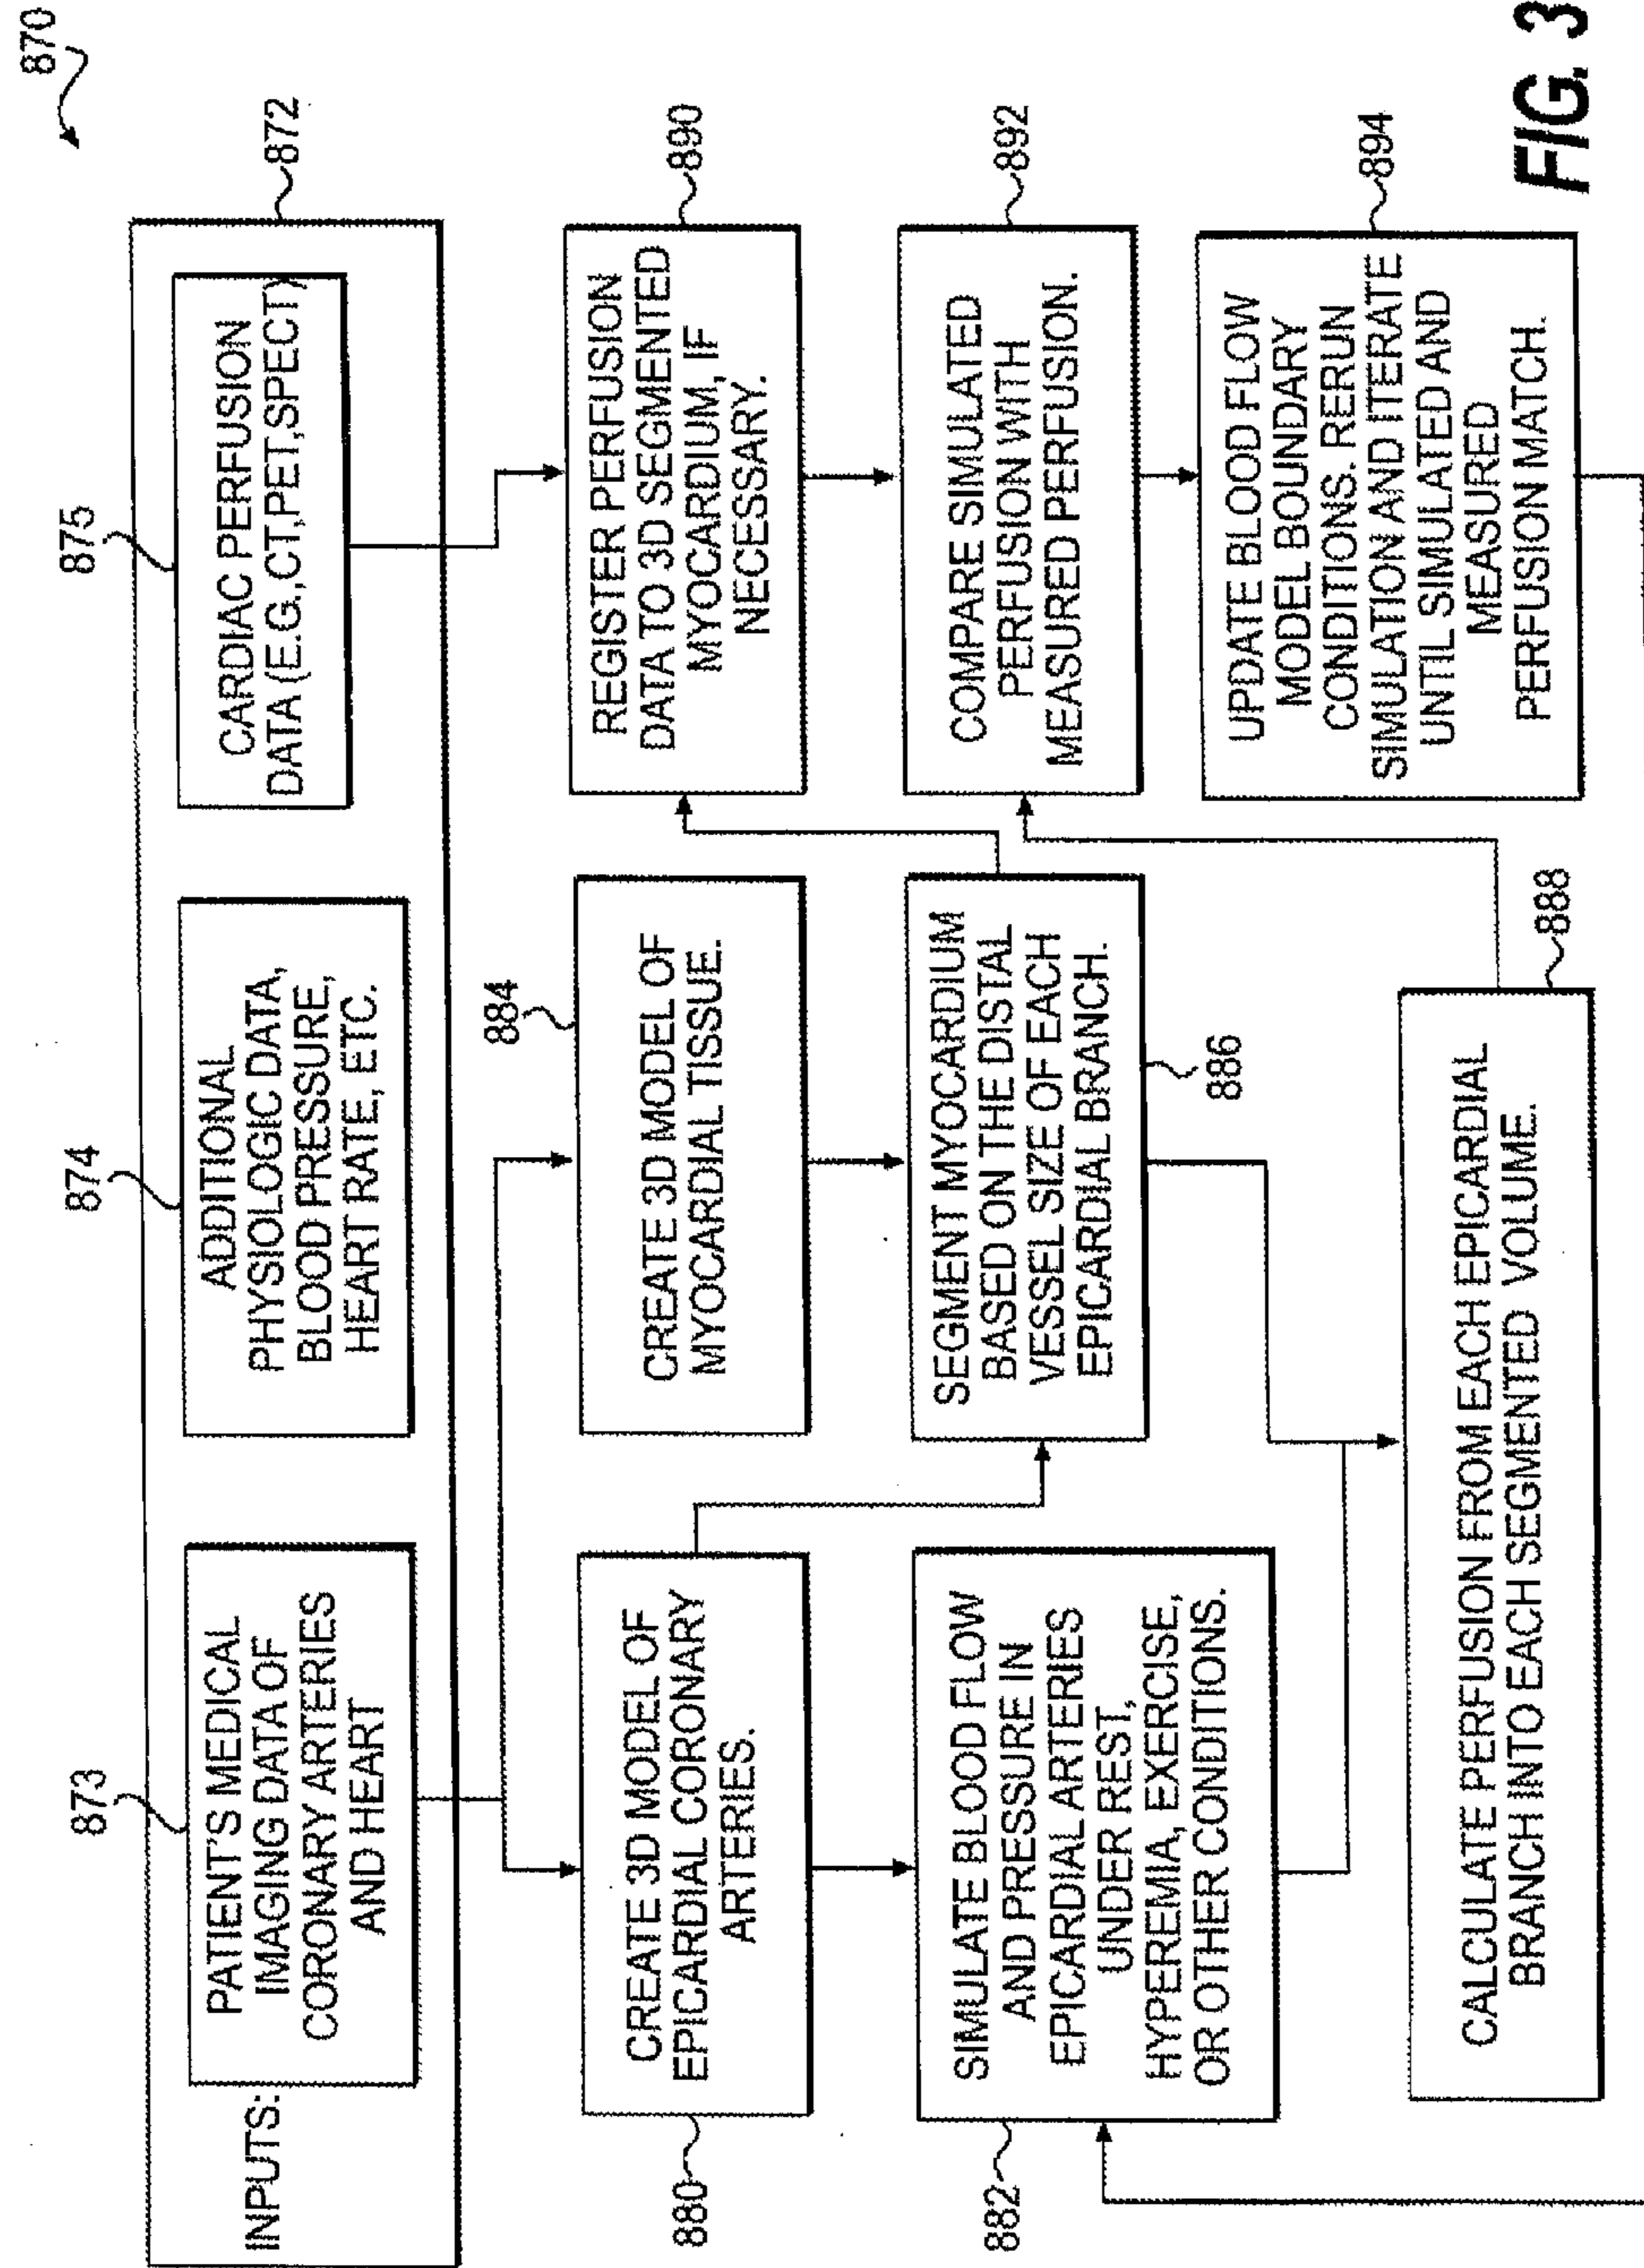 870
872
INPUTS:
873
PATIENT'S MEDICAL
IMAGING DATA OF
CORONARY ARTERIES
AND HEART
874
ADDITIONAL
PHYSIOLOGIC DATA,
BLOOD PRESSURE,
HEART RATE, ETC.
875
CARDIAC PERFUSION
DATA (E.G.,CT,PET,SPECT)
880
CREATE 3D MODEL OF
EPICARDIAL CORONARY
ARTERIES.
884
CREATE 3D MODEL OF
MYOCARDIAL TISSUE.
890
REGISTER PERFUSION
DATA TO 3D SEGMENTED
MYOCARDIUM, IF
NECESSARY.
882
SIMULATE BLOOD FLOW
AND PRESSURE IN
EPICARDIAL ARTERIES
UNDER REST,
HYPEREMIA, EXERCISE,
OR OTHER CONDITIONS.
SEGMENT MYOCARDIUM
BASED ON THE DISTAL
VESSEL SIZE OF EACH
EPICARDIAL BRANCH.
886
892
COMPARE SIMULATED
PERFUSION WITH
MEASURED PERFUSION.
888
CALCULATE PERFUSION FROM EACH EPICARDIAL
BRANCH INTO EACH SEGMENTED VOLUME.
894
UPDATE BLOOD FLOW
MODEL BOUNDARY
CONDITIONS. RERUN
SIMULATION AND ITERATE
UNTIL SIMULATED AND
MEASURED
PERFUSION MATCH.
FIG. 3